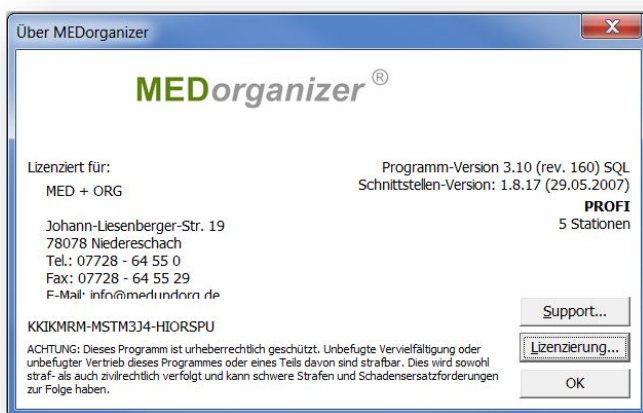 Über MEDorganizer
MEDorganizer ®
Lizenziert für:
MED + ORG
Johann-Liesenberger-Str. 19
78078 Niedereschach
Tel.: 07728 - 64 55 0
Fax: 07728 - 64 55 29
E-Mail: info@medundorg.de
Programm-Version 3.10 (rev. 160) SQL
Schnittstellen-Version: 1.8.17 (29.05.2007)
PROFI
5 Stationen
KKIKMRM-MSTM3J4-HIORSPU
ACHTUNG: Dieses Programm ist urheberrechtlich geschützt. Unbefugte Vervielfältigung oder
unbefugter Vertrieb dieses Programmes oder eines Teils davon sind strafbar. Dies wird sowohl
straf- als auch zivilrechtlich verfolgt und kann schwere Strafen und Schadensersatzforderungen
zur Folge haben.
Support...
Lizenzierung...
OK